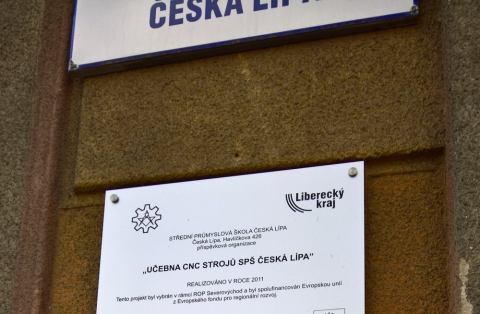 ČESKÁ LÍPA
Liberecký
kraj
STŘEDNÍ PRŮMYSLOVÁ ŠKOLA ČESKÁ LÍPA
Česká Lípa, Havlíčkova 426
příspěvková organizace
„UČEBNA CNC STROJŮ SPŠ ČESKÁ LÍPA"
REALIZOVÁNO V ROCE 2011
Tento projekt byl vybrán v rámci ROP Severovýchod a byl spolufinancován Evropskou unií
z Evropského fondu pro regionální rozvoj.